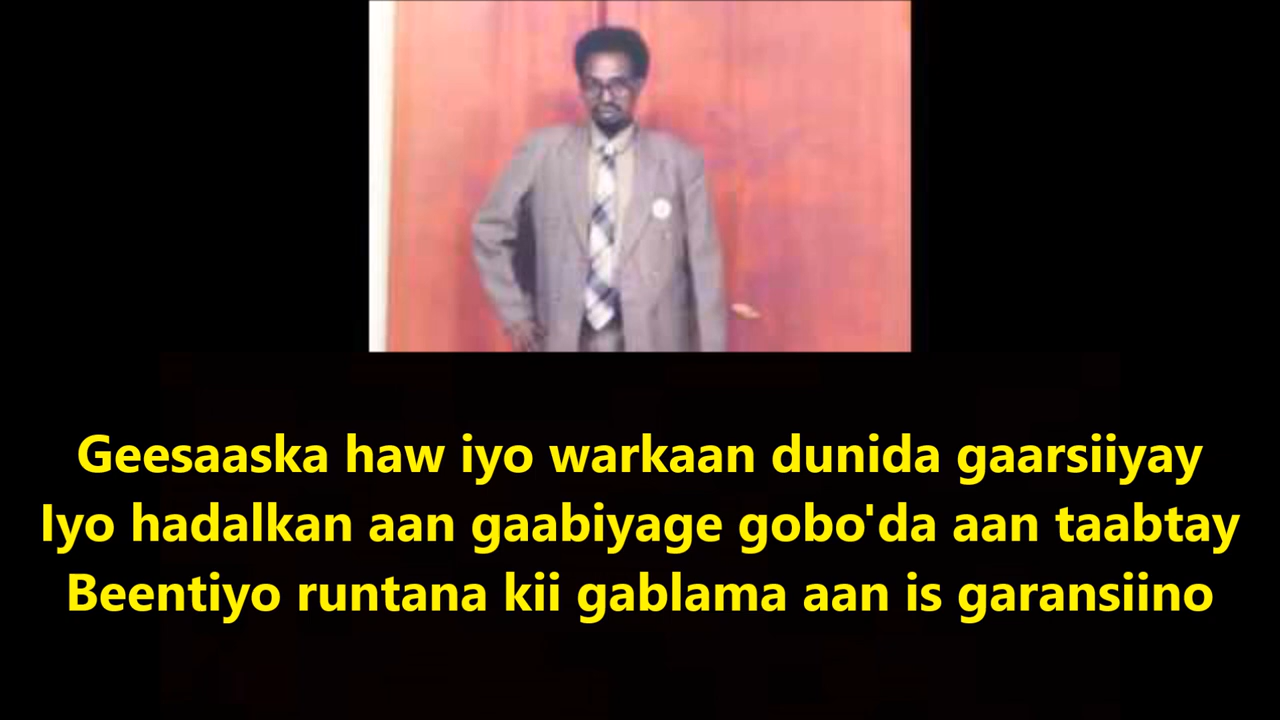 Geesaaska haw iyo warkaan dunida gaarsiiyay
Iyo hadalkan aan gaabiyage gobo'da aan taabtay
Beentiyo runtana kii gablama aan is garansiino